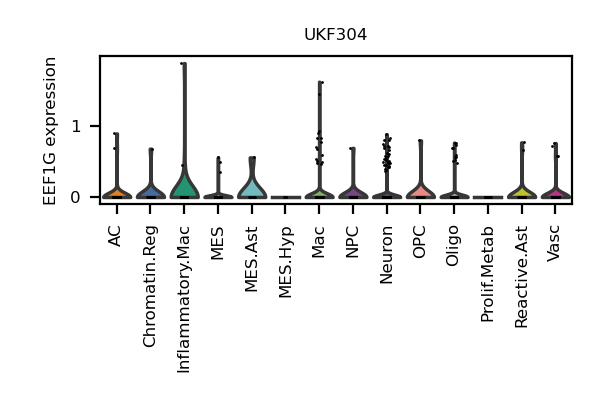 UKF304
EEF1G expression
1
0
AC
Chromatin.Reg
Inflammatory.Mac
MES
MES.Ast
MES.Hyp
Mac
NPC
Neuron
OPC
Oligo
Prolif.Metab
Reactive.Ast
Vasc